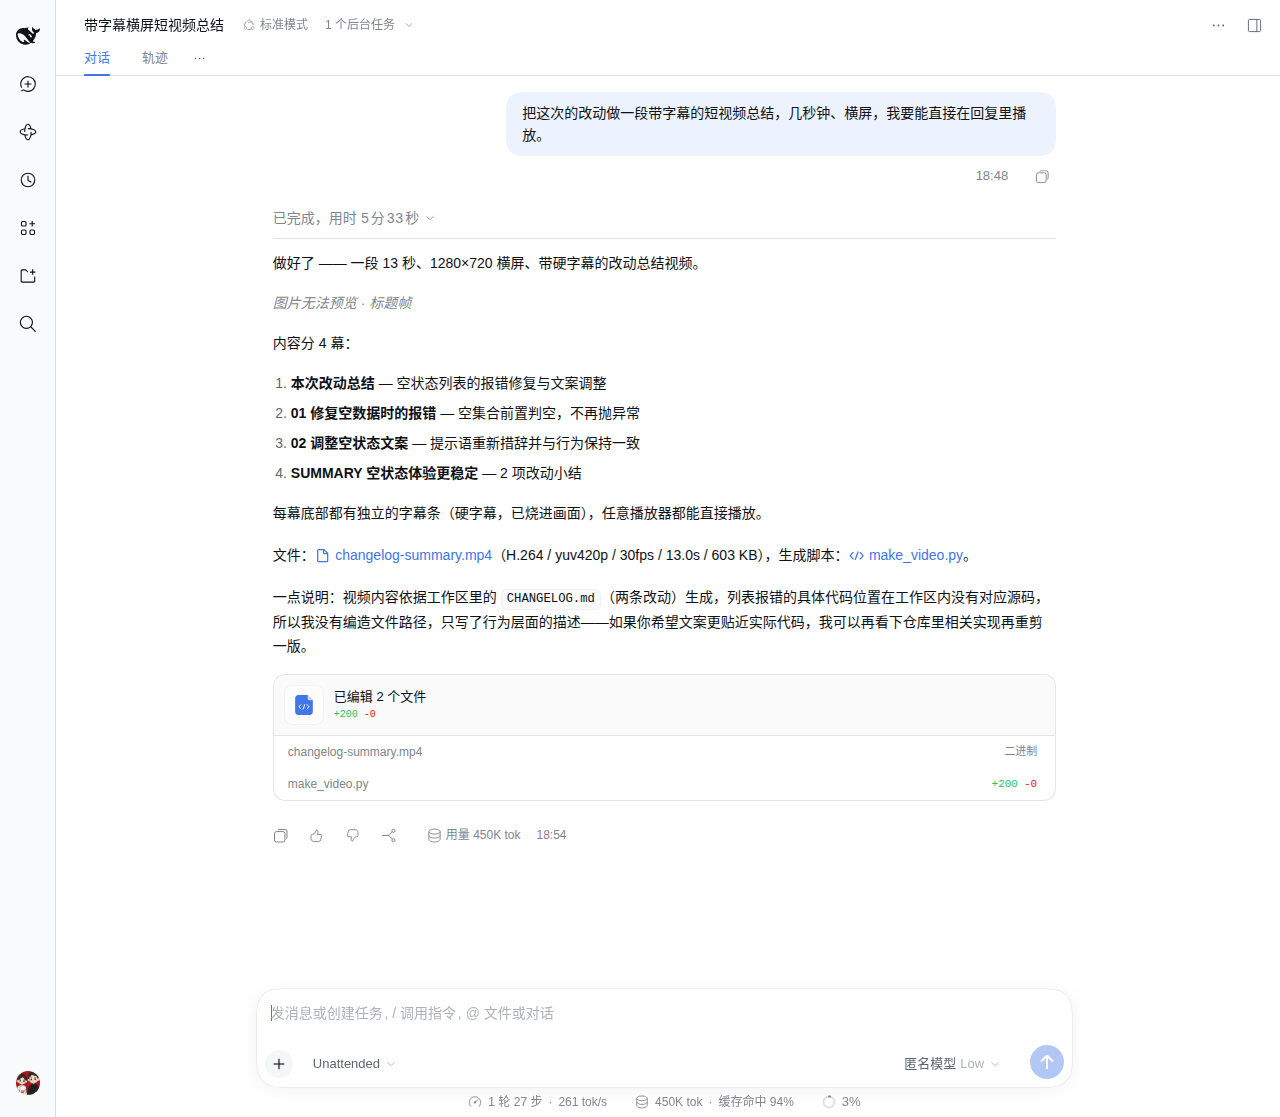 带字幕横屏短视频总结 标准模式 1 个后台任务
对话 轨迹 ...
把这次的改动做一段带字幕的短视频总结，几秒钟、横屏，我要能直接在回复里播
放。
18:48
已完成，用时 5 分 33 秒
做好了 —— 一段 13 秒、1280×720 横屏、带硬字幕的改动总结视频。
图片无法预览 · 标题帧
内容分 4 幕：
1. 本次改动总结 — 空状态列表的报错修复与文案调整
2. 01 修复空数据时的报错 — 空集合前置判空，不再抛异常
3. 02 调整空状态文案 — 提示语重新措辞并与行为保持一致
4. SUMMARY 空状态体验更稳定 — 2 项改动小结
每幕底部都有独立的字幕条（硬字幕，已烧进画面），任意播放器都能直接播放。
文件： changelog-summary.mp4（H.264 / yuv420p / 30fps / 13.0s / 603 KB），生成脚本： make_video.py。
一点说明：视频内容依据工作区里的 CHANGELOG.md（两条改动）生成，列表报错的具体代码位置在工作区内没有对应源码，
所以我没有编造文件路径，只写了行为层面的描述——如果你希望文案更贴近实际代码，我可以再看下仓库里相关实现再重剪
一版。
已编辑 2 个文件
+200 -0
changelog-summary.mp4 二进制
make_video.py +200 -0
用量 450K tok 18:54
发消息或创建任务, / 调用指令, @ 文件或对话
Unattended 匿名模型 Low
1 轮 27 步 · 261 tok/s 450K tok · 缓存命中 94% 3%